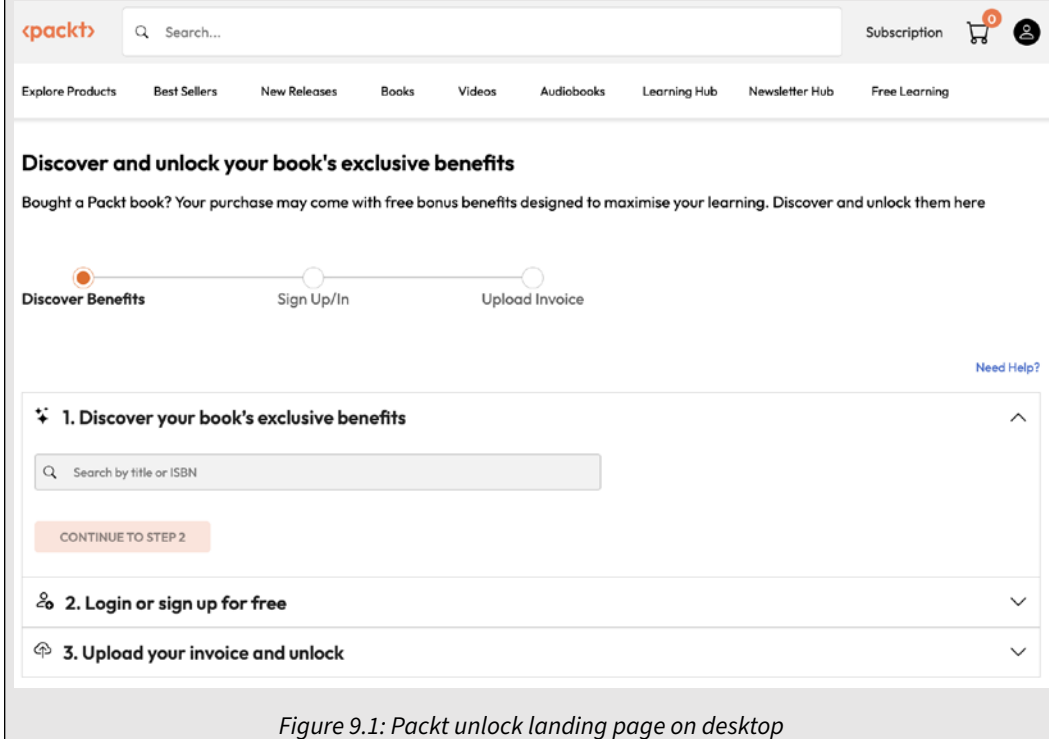 <packt>
Search...
Subscription
0
Explore Products Best Sellers New Releases Books Videos Audiobooks Learning Hub Newsletter Hub Free Learning
Discover and unlock your book's exclusive benefits
Bought a Packt book? Your purchase may come with free bonus benefits designed to maximise your learning. Discover and unlock them here
Discover Benefits Sign Up/In Upload Invoice
Need Help?
1. Discover your book's exclusive benefits
Search by title or ISBN
CONTINUE TO STEP 2
2. Login or sign up for free
3. Upload your invoice and unlock
Figure 9.1: Packt unlock landing page on desktop